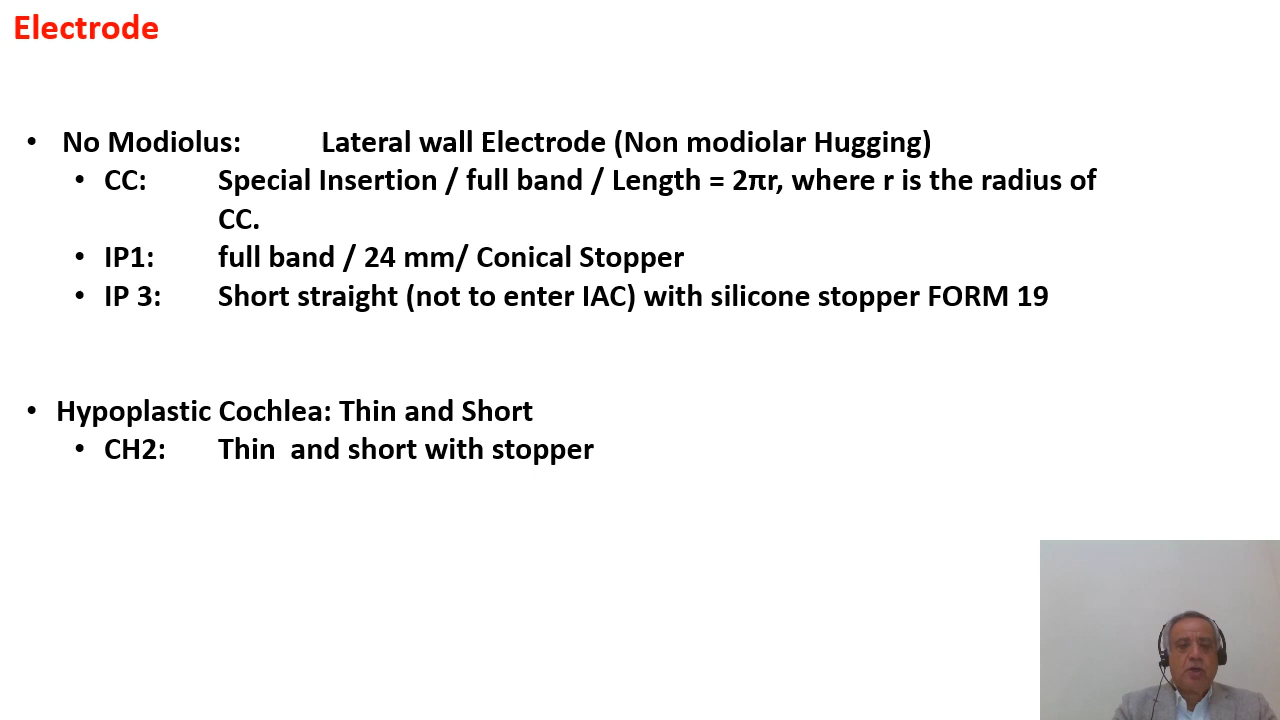 Electrode
• No Modiolus: Lateral wall Electrode (Non modiolar Hugging)
• CC: Special Insertion / full band / Length = 2πr, where r is the radius of
CC.
• IP1: full band / 24 mm/ Conical Stopper
• IP 3: Short straight (not to enter IAC) with silicone stopper FORM 19
• Hypoplastic Cochlea: Thin and Short
• CH2: Thin  and short with stopper